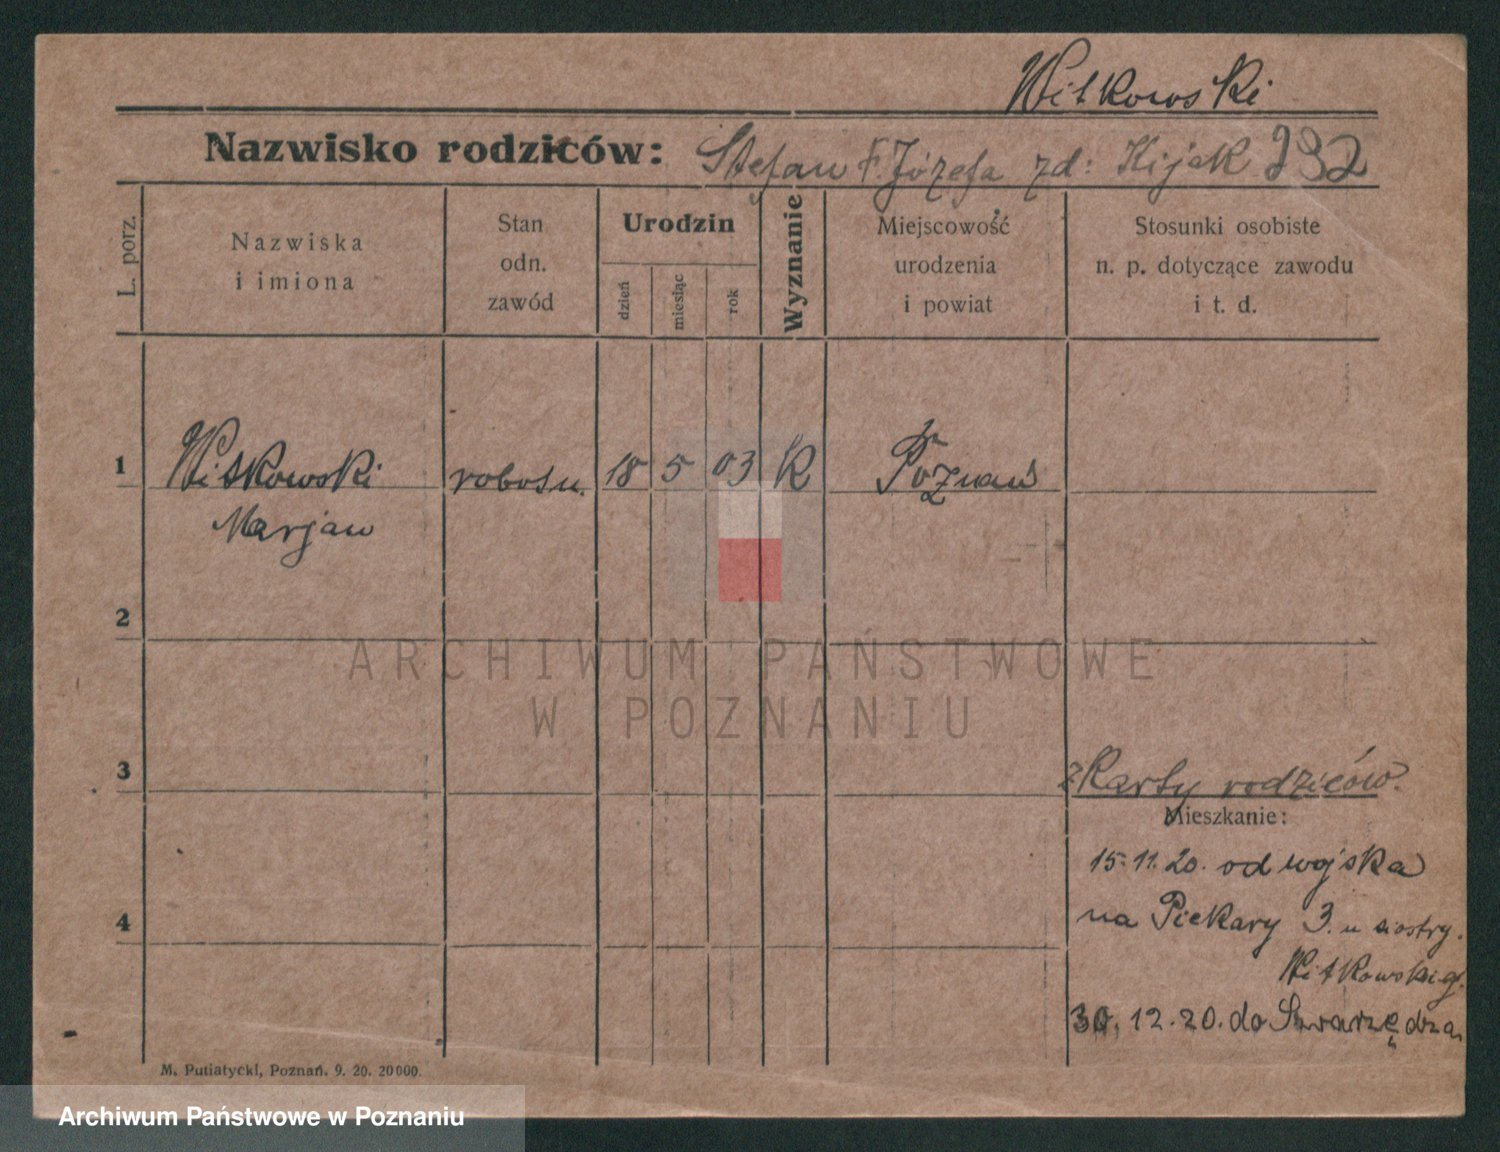 Witkowski
Nazwisko rodziców: Stefan i Józefa zd: Kijak 292
L. porz.
Nazwiska
i imiona
Stan
odn.
zawód
Urodzin
dzień
miesiąc
rok
Wyznanie
Miejscowość
urodzenia
i powiat
Stosunki osobiste
n. p. dotyczące zawodu
i t. d.
1 Witkowski robotn. 18 5 03 K Poznań
Marjan
2
ARCHIWUM PAŃSTWOWE
W POZNANIU
3
z Karty rodziców.
Mieszkanie:
15.11.20. od wojska
4
na Piekary 3. u siostry.
Witkowskiej.
30.12.20. do Swarzędza
M. Putiatycki, Poznań. 9. 20. 20000.
Archiwum Państwowe w Poznaniu